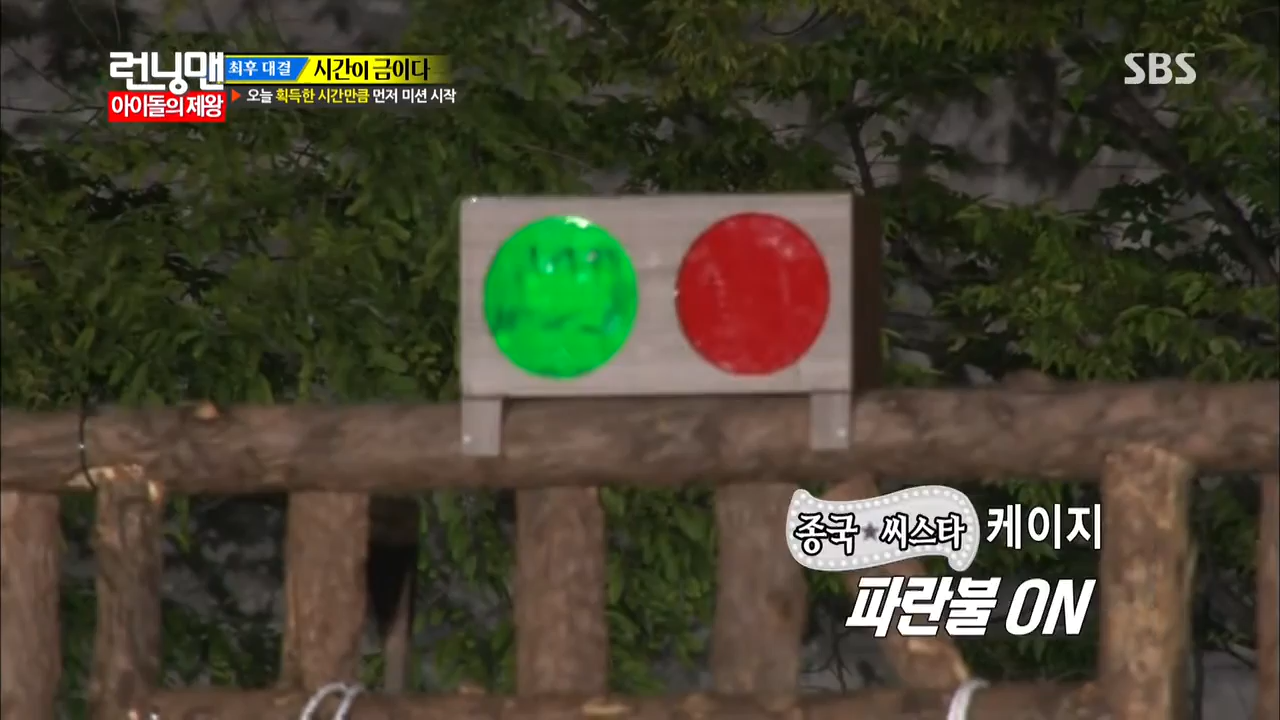 런닝맨 최후 대결 시간이 금이다
아이돌의 제왕 ▶ 오늘 획득한 시간만큼 먼저 미션 시작
SBS
종국★씨스타 케이지
파란불 ON